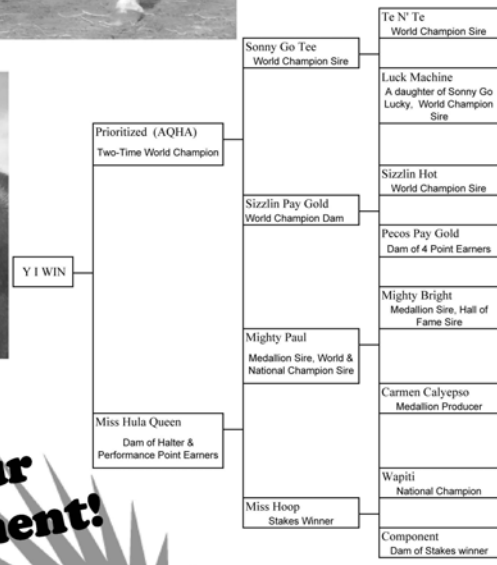 Te N' Te
World Champion Sire
Sonny Go Tee
World Champion Sire
Luck Machine
A daughter of Sonny Go
Lucky, World Champion
Sire
Prioritized (AQHA)
Two-Time World Champion
Sizzlin Hot
World Champion Sire
Sizzlin Pay Gold
World Champion Dam
Pecos Pay Gold
Dam of 4 Point Earners
Y I WIN
Mighty Bright
Medallion Sire, Hall of
Fame Sire
Mighty Paul
Medallion Sire, World &
National Champion Sire
Carmen Calyepso
Medallion Producer
Miss Hula Queen
Dam of Halter &
Performance Point Earners
Wapiti
National Champion
Miss Hoop
Stakes Winner
Component
Dam of Stakes winner